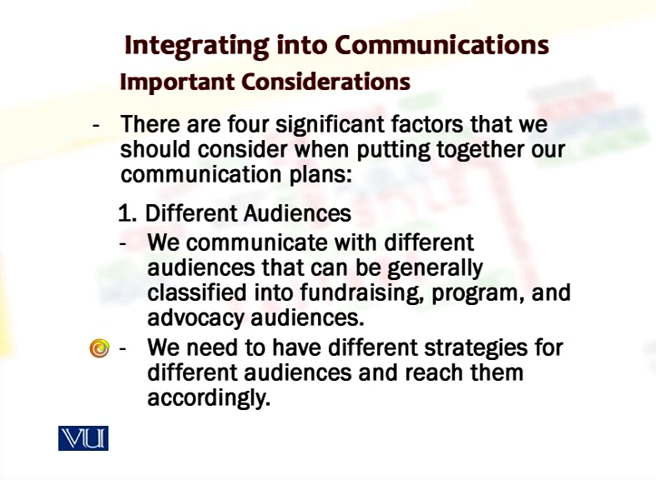 Integrating into Communications
Important Considerations
- There are four significant factors that we
should consider when putting together our
communication plans:
1. Different Audiences
- We communicate with different
audiences that can be generally
classified into fundraising, program, and
advocacy audiences.
- We need to have different strategies for
different audiences and reach them
accordingly.
VU